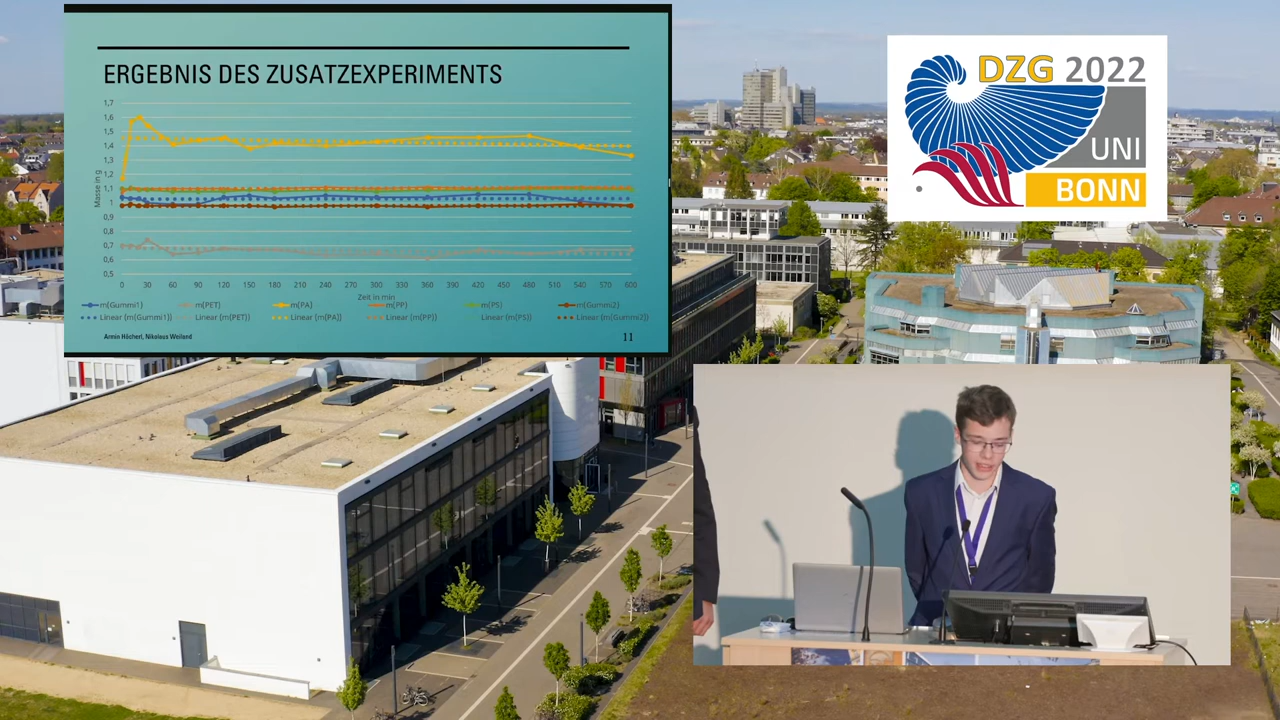 ERGEBNIS DES ZUSATZEXPERIMENTS
1,7
1,6
1,5
1,4
1,3
1,2
1,1
1
0,9
0,8
0,7
0,6
0,5
Masse in g
0 30 60 90 120 150 180 210 240 270 300 330 360 390 420 450 480 510 540 570 600
Zeit in min
m(Gummi1) m(PET) m(PA) m(PP) m(PS) m(Gummi2)
Linear (m(Gummi1)) Linear (m(PET)) Linear (m(PA)) Linear (m(PP)) Linear (m(PS)) Linear (m(Gummi2))
Armin Höcherl, Nikolaus Weiland
11
DZG 2022
UNI
BONN